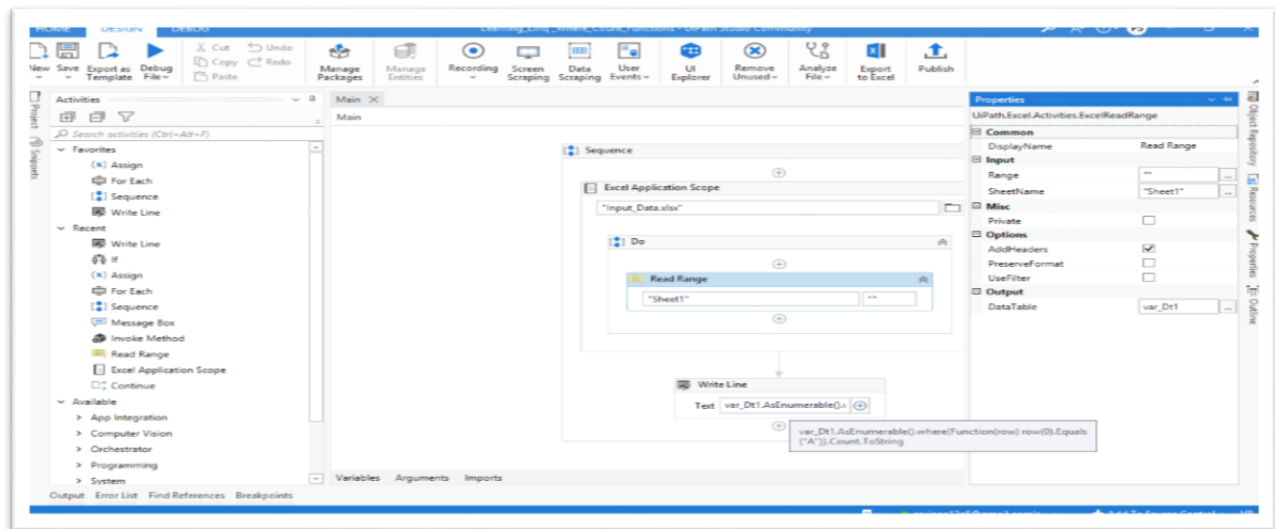 HOME DESIGN DEBUG
Learning_Linq_Where_Count_Functions - UiPath Studio Community
New Save Export as Template Debug File
Cut Copy Paste
Undo Redo
Manage Packages
Manage Entities
Recording
Screen Scraping
Data Scraping
User Events
UI Explorer
Remove Unused
Analyze File
Export to Excel
Publish
Project
Snippets
Activities
Search activities (Ctrl+Alt+F)
Favorites
Assign
For Each
Sequence
Write Line
Recent
Write Line
If
Assign
For Each
Sequence
Message Box
Invoke Method
Read Range
Excel Application Scope
Continue
Available
App Integration
Computer Vision
Orchestrator
Programming
System
Main
Main
Sequence
Excel Application Scope
"Input_Data.xlsx"
Do
Read Range
"Sheet1" ""
Write Line
Text var_Dt1.AsEnumerable().
var_Dt1.AsEnumerable().where(Function(row) row(0).Equals
("A")).Count.ToString
Variables Arguments Imports
Properties
UiPath.Excel.Activities.ExcelReadRange
Common
DisplayName Read Range
Input
Range "" ...
SheetName "Sheet1" ...
Misc
Private
Options
AddHeaders
PreserveFormat
UseFilter
Output
DataTable var_Dt1 ...
Object Repository
Resources
Properties
Outline
Output Error List Find References Breakpoints
Add To Source Control